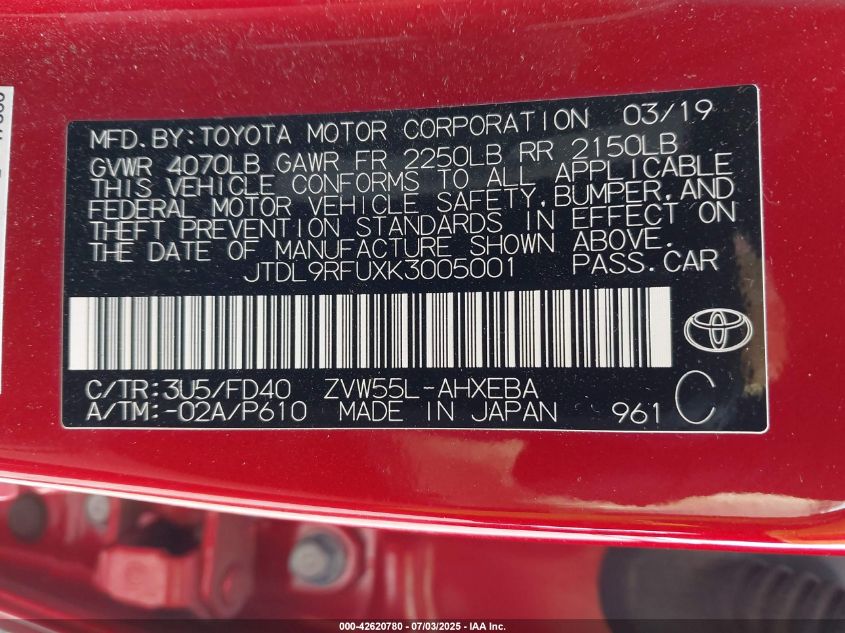 MFD.BY:TOYOTA MOTOR CORPORATION 03/19
GVWR 4070LB GAWR FR 2250LB RR 2150LB
THIS VEHICLE CONFORMS TO ALL APPLICABLE
FEDERAL MOTOR VEHICLE SAFETY,BUMPER,AND
THEFT PREVENTION STANDARDS IN EFFECT ON
THE DATE OF MANUFACTURE SHOWN ABOVE.
JTDL9RFUXK3005001 PASS.CAR
C/TR:3U5/FD40 ZVW55L-AHXEBA
A/TM:-02A/P610 MADE IN JAPAN 961 C
000-42620780 - 07/03/2025 - IAA Inc.